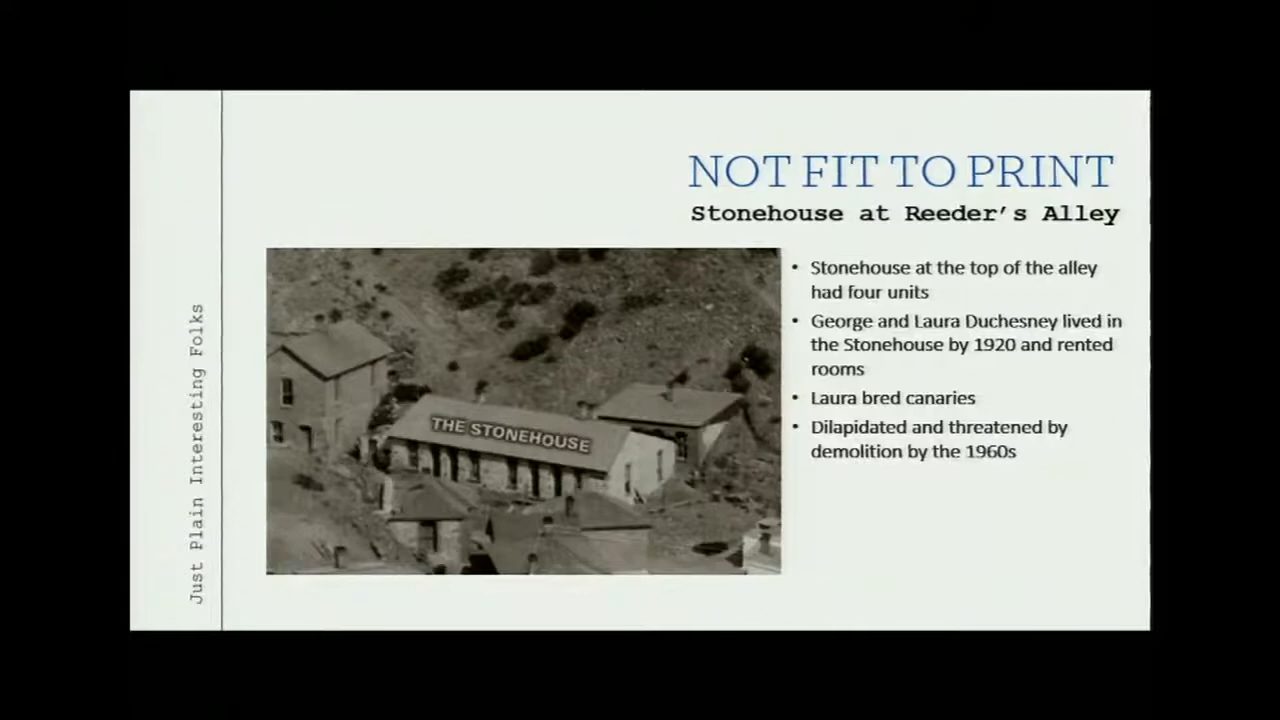 NOT FIT TO PRINT
Stonehouse at Reeder's Alley
Just Plain Interesting Folks
THE STONEHOUSE
• Stonehouse at the top of the alley
had four units
• George and Laura Duchesney lived in
the Stonehouse by 1920 and rented
rooms
• Laura bred canaries
• Dilapidated and threatened by
demolition by the 1960s